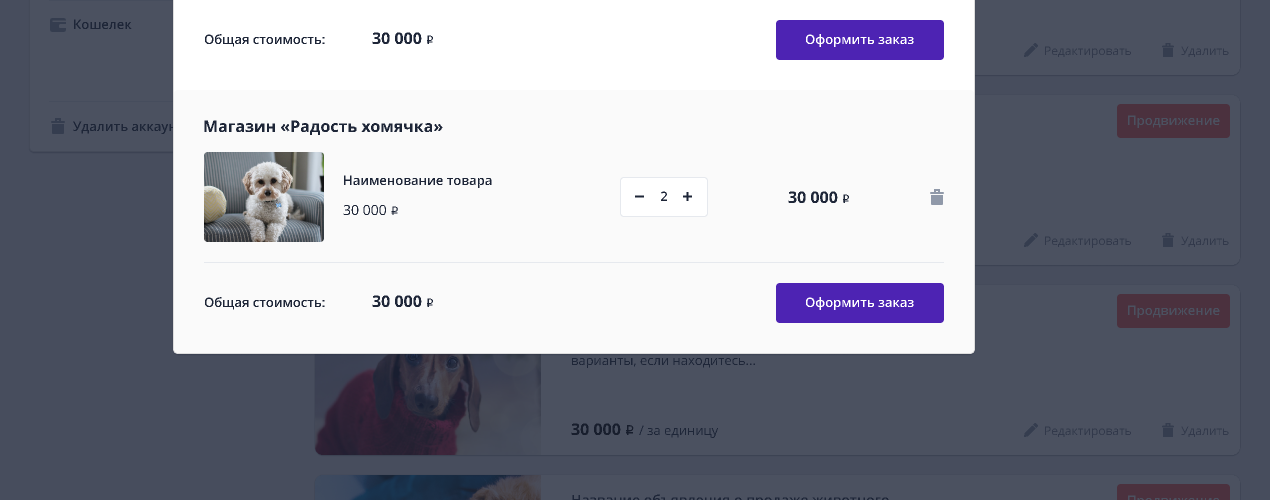 Кошелек
Общая стоимость: 30 000 ₽
Оформить заказ
Редактировать Удалить
Удалить аккаун
Продвижение
Магазин «Радость хомячка»
Наименование товара
30 000 ₽
− 2 +
30 000 ₽
Редактировать Удалить
Общая стоимость: 30 000 ₽
Оформить заказ
Продвижение
варианты, если находитесь...
30 000 ₽ / за единицу
Редактировать Удалить
Название объявления о продаже животного
Продвижение